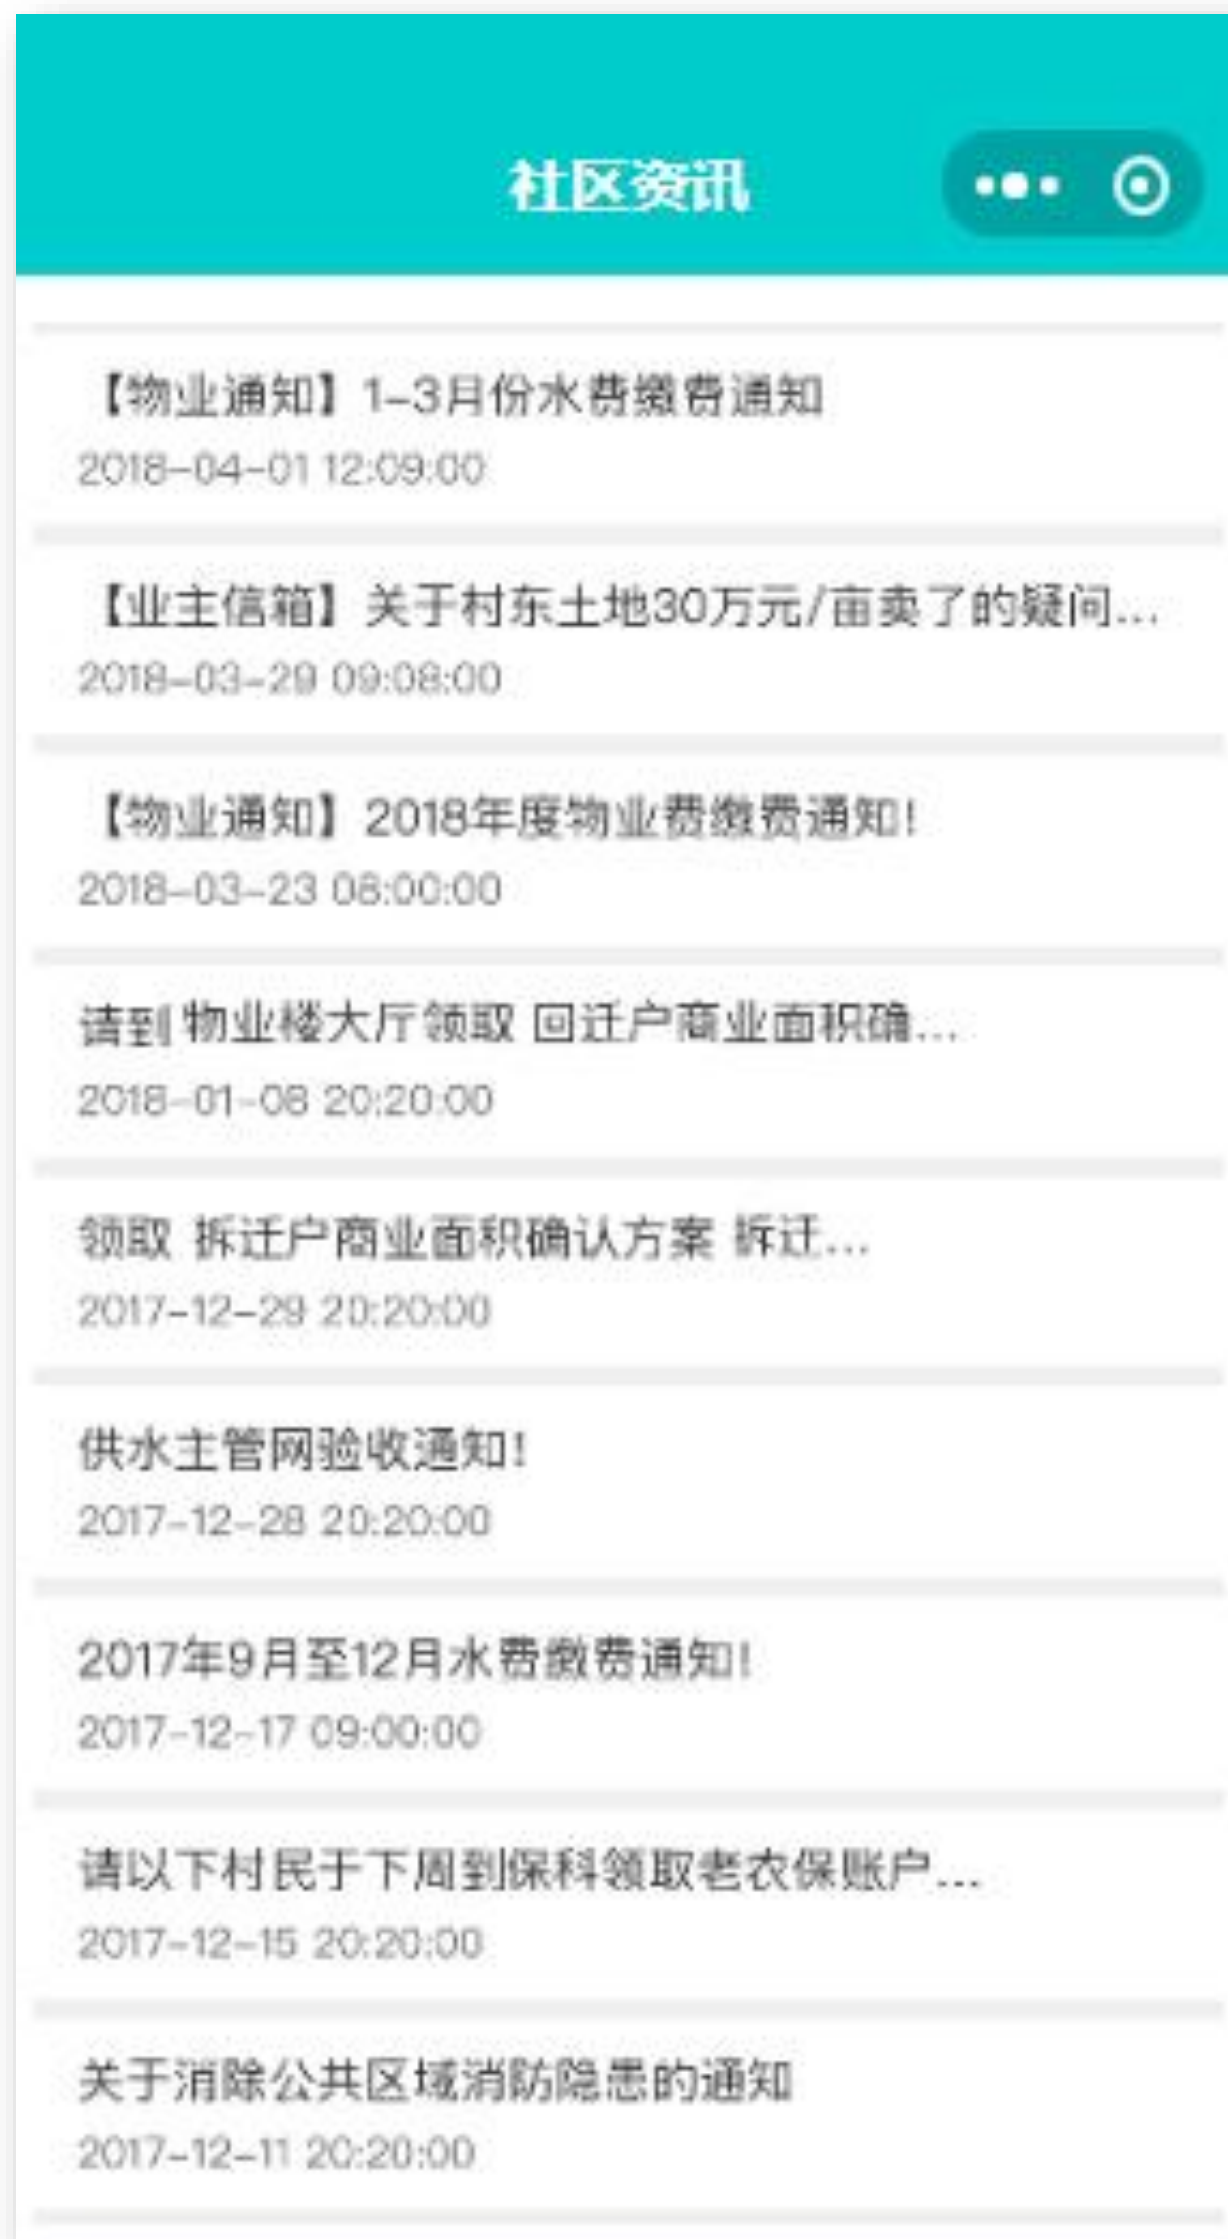 社区资讯
【物业通知】1-3月份水费缴费通知
2018-04-01 12:09:00
【业主信箱】关于村东土地30万元/亩卖了的疑问...
2018-03-29 09:08:00
【物业通知】2018年度物业费缴费通知!
2018-03-23 08:00:00
请到 物业楼大厅领取 回迁户商业面积确...
2018-01-08 20:20:00
领取 拆迁户商业面积确认方案 拆迁...
2017-12-29 20:20:00
供水主管网验收通知!
2017-12-28 20:20:00
2017年9月至12月水费缴费通知!
2017-12-17 09:00:00
请以下村民于下周到保科领取老农保账户...
2017-12-15 20:20:00
关于消除公共区域消防隐患的通知
2017-12-11 20:20:00